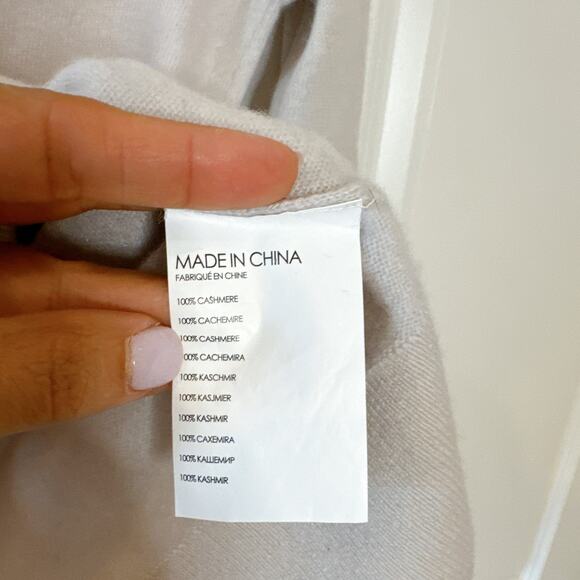 MADE IN CHINA
FABRIQUÉ EN CHINE
100% CASHMERE
100% CACHEMIRE
100% CASHMERE
100% CACHEMIRA
100% KASCHMIR
100% KASJMIER
100% KASHMIR
100% CAXEMIRA
100% КАШЕМИР
100% KASHMIR